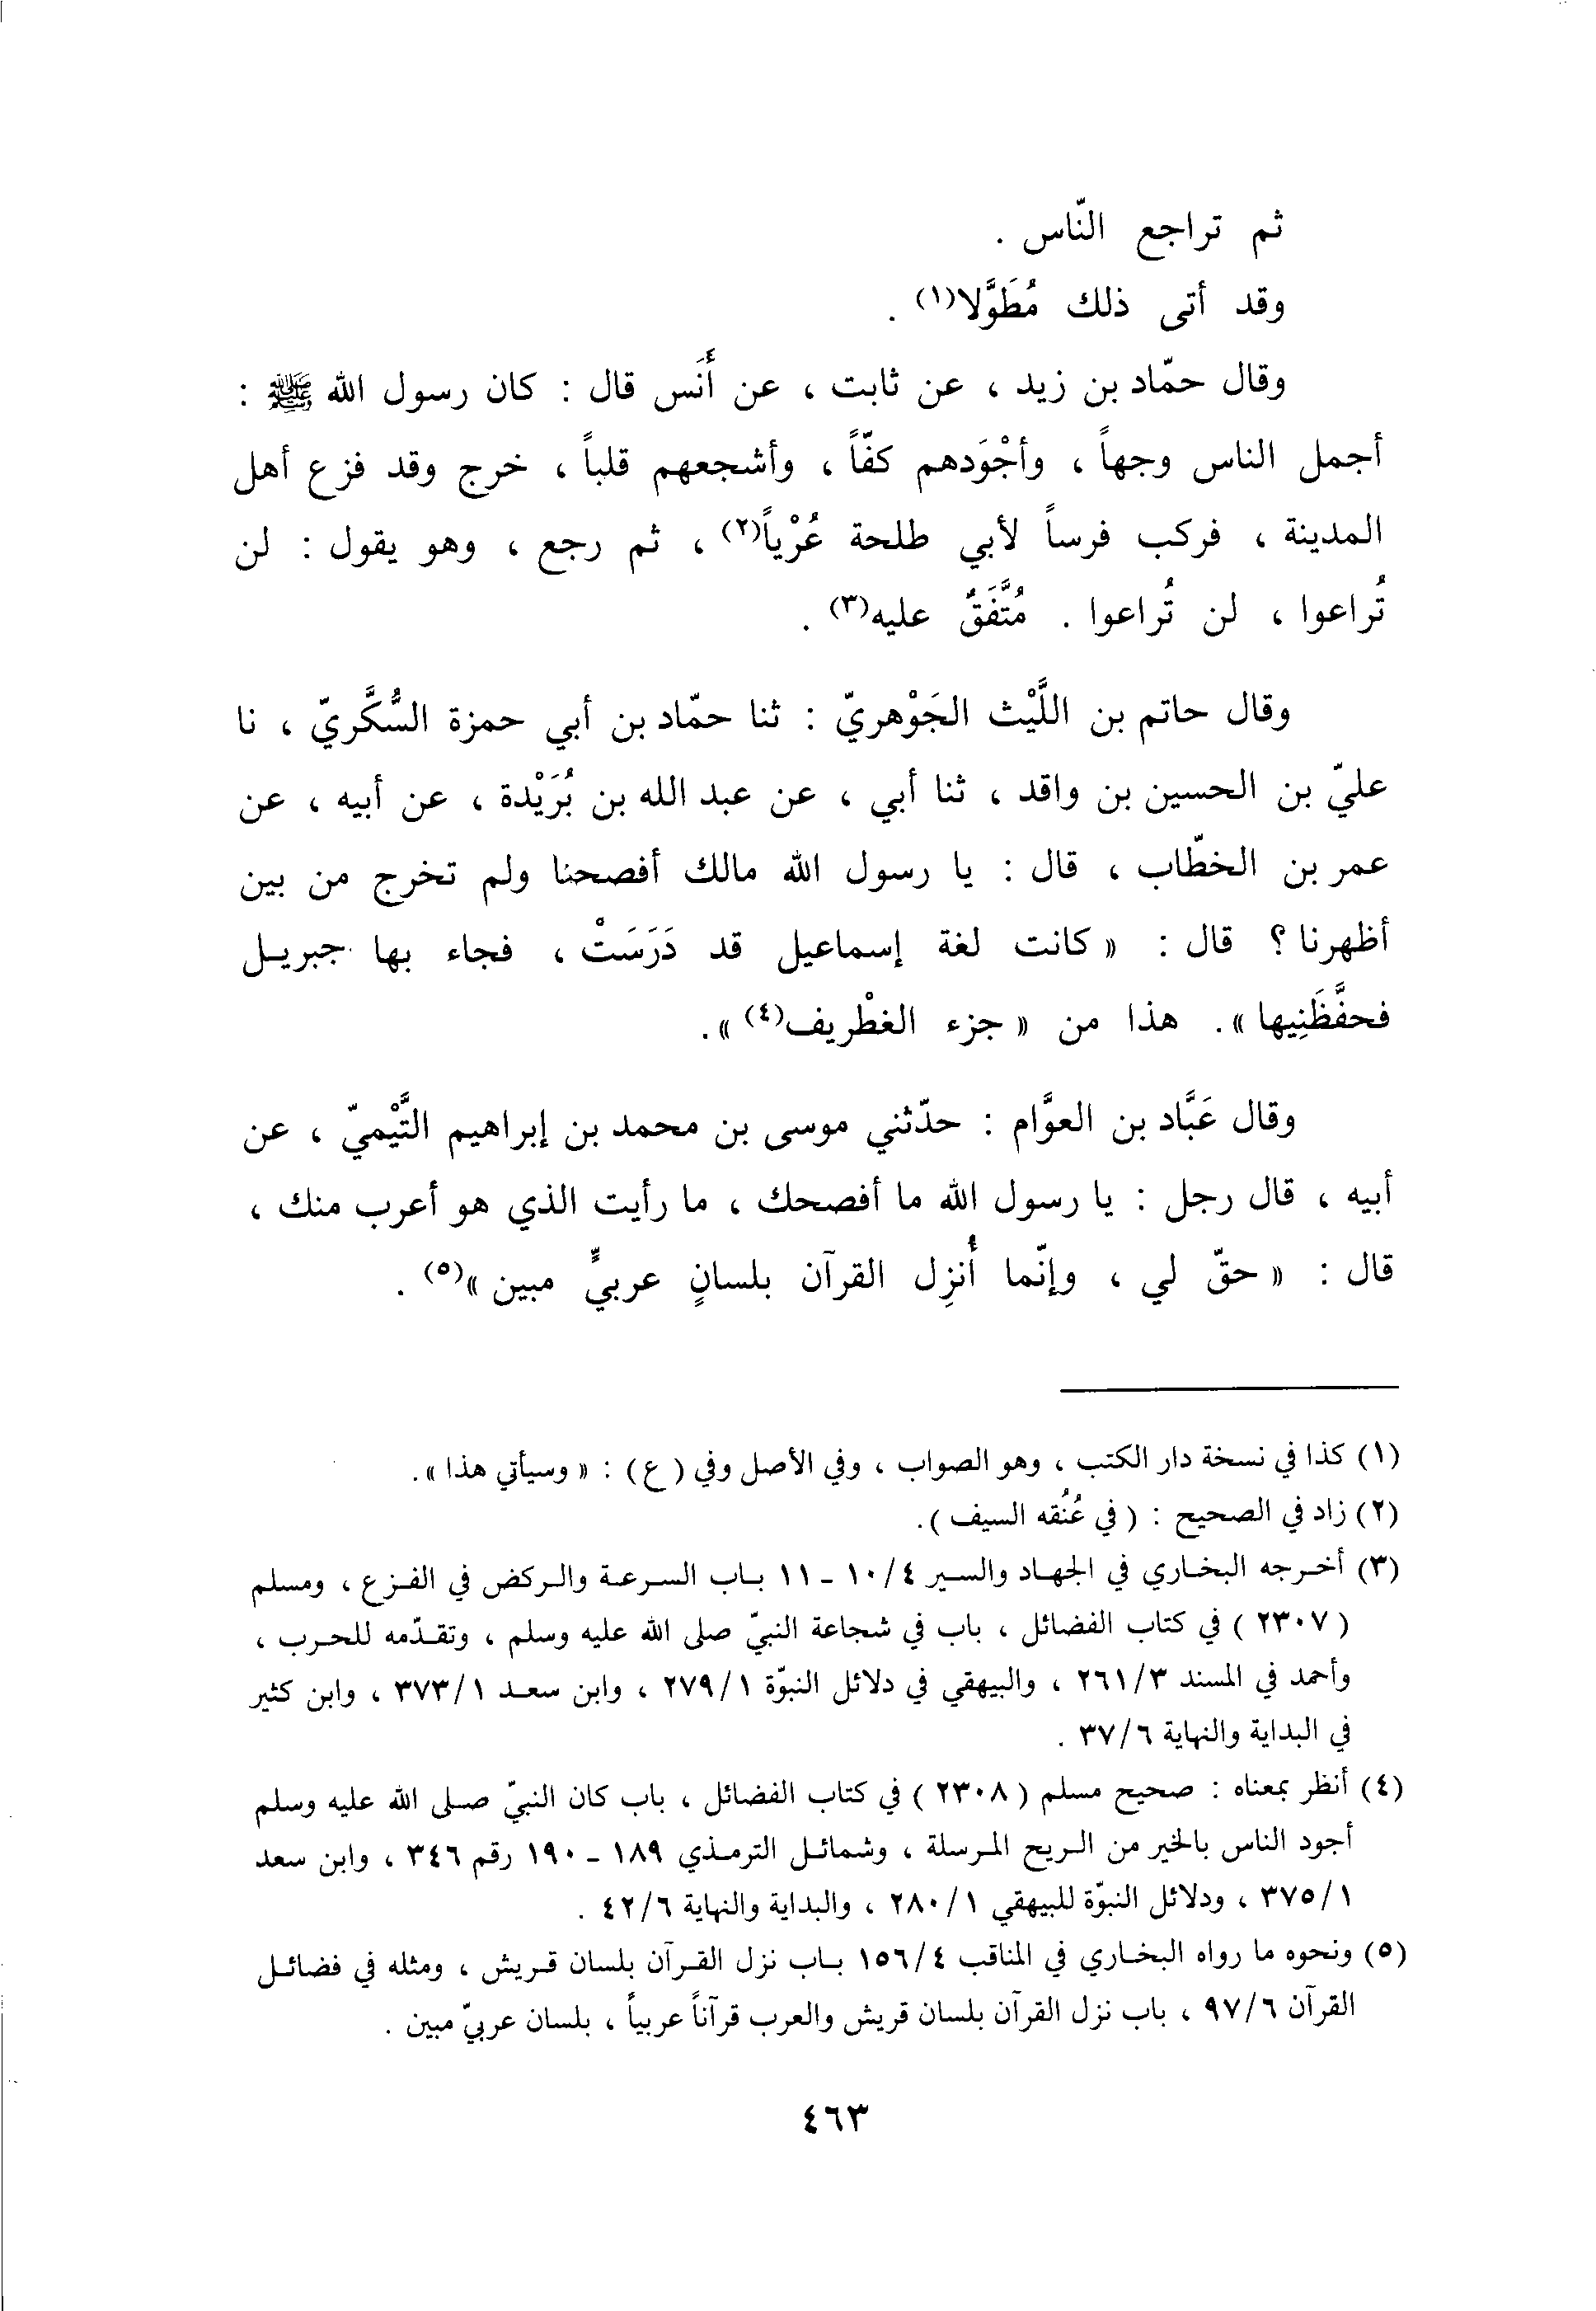 ثم تراجع النّاس .
وقد أتى ذلك مُطَوَّلا(١) .
وقال حمّاد بن زيد ، عن ثابت ، عن أَنَس قال : كان رسول الله ﷺ :
أجمل الناس وجهاً ، وأجْوَدهم كفّاً ، وأشجعهم قلباً ، خرج وقد فزع أهل
المدينة ، فركب فرساً لأبي طلحة عُرْياً(٢) ، ثم رجع ، وهو يقول : لن
تُراعوا ، لن تُراعوا . مُتَّفَقٌ عليه(٣) .
وقال حاتم بن اللَّيْث الجَوْهريّ : ثنا حمّاد بن أبي حمزة السُّكَّريّ ، نا
عليّ بن الحسين بن واقد ، ثنا أبي ، عن عبد الله بن بُرَيْدة ، عن أبيه ، عن
عمر بن الخطّاب ، قال : يا رسول الله مالك أفصحنا ولم تخرج من بين
أظهرنا ؟ قال : « كانت لغة إسماعيل قد دَرَسَتْ ، فجاء بها جبريل
فحفَّظَنِيها ». هذا من « جزء الغطْريف(٤) ».
وقال عَبَّاد بن العوَّام : حدّثني موسى بن محمد بن إبراهيم التَّيْميّ ، عن
أبيه ، قال رجل : يا رسول الله ما أفصحك ، ما رأيت الذي هو أعرب منك ،
قال : « حقّ لي ، وإنّما أُنزِل القرآن بلسانٍ عربيٍّ مبين »(٥) .
(١) كذا في نسخة دار الكتب ، وهو الصواب ، وفي الأصل وفي (ع) : « وسيأتي هذا ».
(٢) زاد في الصحيح : ( في عُنُقه السيف ).
(٣) أخرجه البخاري في الجهاد والسير ٤/١٠ - ١١ باب السرعة والركض في الفزع ، ومسلم
( ٢٣٠٧ ) في كتاب الفضائل ، باب في شجاعة النبيّ صلى الله عليه وسلم ، وتقدّمه للحرب ،
وأحمد في المسند ٣/٢٦١ ، والبيهقي في دلائل النبوّة ١/٢٧٩ ، وابن سعد ١/٣٧٣ ، وابن كثير
في البداية والنهاية ٦/٣٧ .
(٤) أنظر بمعناه : صحيح مسلم ( ٢٣٠٨ ) في كتاب الفضائل ، باب كان النبيّ صلى الله عليه وسلم
أجود الناس بالخير من الريح المرسلة ، وشمائل الترمذي ١٨٩ - ١٩٠ رقم ٣٤٦ ، وابن سعد
١/٣٧٥ ، ودلائل النبوّة للبيهقي ١/٢٨٠ ، والبداية والنهاية ٦/٤٢ .
(٥) ونحوه ما رواه البخاري في المناقب ٤/١٥٦ باب نزل القرآن بلسان قريش ، ومثله في فضائل
القرآن ٦/٩٧ ، باب نزل القرآن بلسان قريش والعرب قرآناً عربياً ، بلسان عربيّ مبين .
٤٦٣